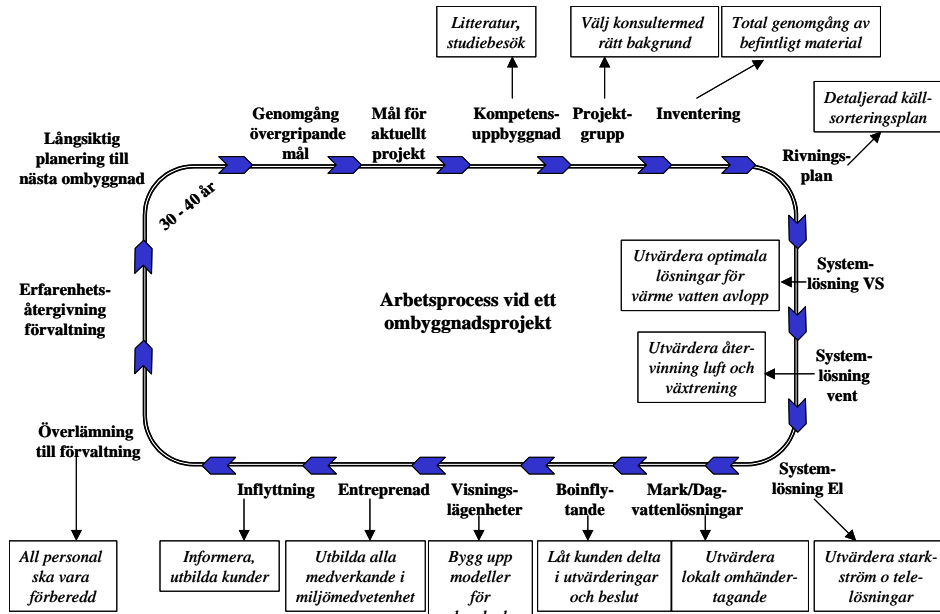 Litteratur,
studiebesök
Välj konsultermed
rätt bakgrund
Total genomgång av
befintligt material
Detaljerad käll-
sorteringsplan
Långsiktig
planering till
nästa ombyggnad
Genomgång
övergripande
mål
Mål för
aktuellt
projekt
Kompetens-
uppbyggnad
Projekt-
grupp
Inventering
Rivnings-
plan
30 - 40 år
Utvärdera optimala
lösningar för
värme vatten avlopp
System-
lösning VS
Erfarenhets-
återgivning
förvaltning
Arbetsprocess vid ett
ombyggnadsprojekt
Utvärdera åter-
vinning luft och
växtrening
System-
lösning
vent
Överlämning
till förvaltning
Inflyttning
Entreprenad
Visnings-
lägenheter
Boinfly-
tande
Mark/Dag-
vattenlösningar
System-
lösning El
All personal
ska vara
förberedd
Informera,
utbilda kunder
Utbilda alla
medverkande i
miljömedvetenhet
Bygg upp
modeller
för
Låt kunden delta
i utvärderingar
och beslut
Utvärdera
lokalt omhänder-
tagande
Utvärdera stark-
ström o tele-
lösningar